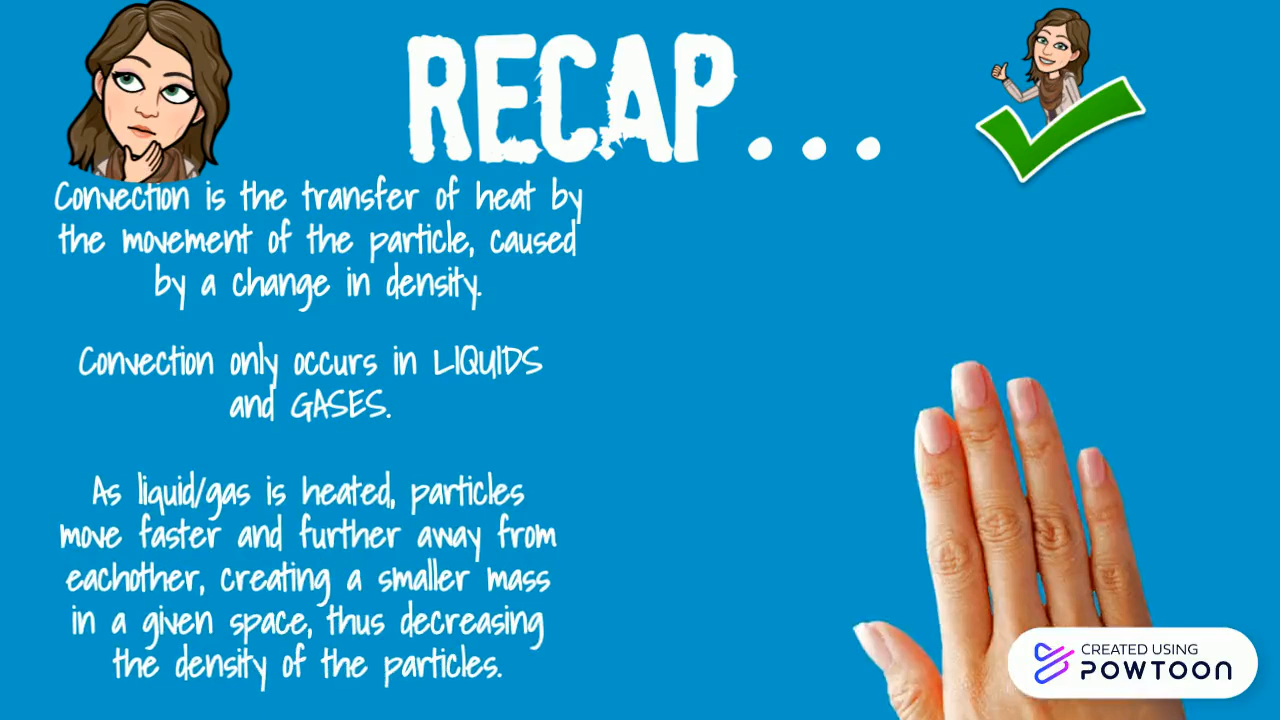 RECAP...
Convection is the transfer of heat by
the movement of the particle, caused
by a change in density.
Convection only occurs in LIQUIDS
and GASES.
As liquid/gas is heated, particles
move faster and further away from
eachother, creating a smaller mass
in a given space, thus decreasing
the density of the particles.
CREATED USING
POWTOON